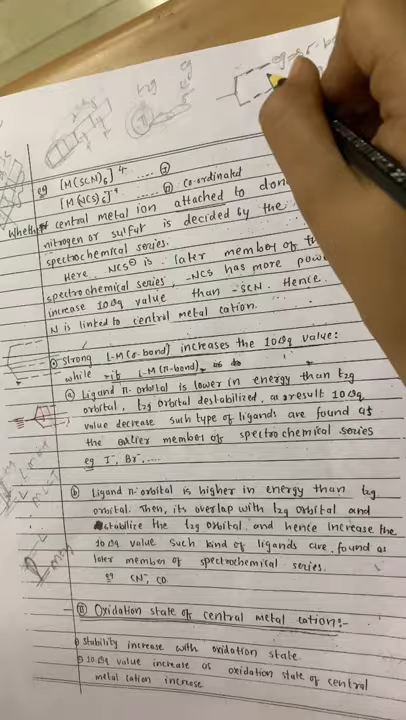 t2g eg
eg = σ
eg [M(SCN)6]4- ..... ①
[M(NCS)6]-4 ..... ② co-ordinated
Whether central metal ion attached to
nitrogen or sulfur is decided by the
spectrochemical series.
Here NCS⊖ is later member of
spectrochemical series, -NCS has more
increase 10Dq value than -SCN. Hence
N is linked to central metal cation.
strong L-M(σ-bond) increases the 10Dq value:
while L-M(π-bond)
ⓐ Ligand π-orbital is lower in energy than t2g
orbital, t2g orbital destabilized, as result 10Dq
value decrease such type of ligands are found as
the earlier member of spectrochemical series
eg I-, Br-, ....
ⓑ Ligand π-orbital is higher in energy than t2g
orbital. Then, its overlap with t2g orbital and
stabilize the t2g orbital and hence increase the
10Dq value such kind of ligands are found as
later member of spectrochemical series.
eg CN-, CO.
Oxidation state of central metal cation:-
Stability increase with oxidation state
10Dq value increase as oxidation state of central
metal cation increase